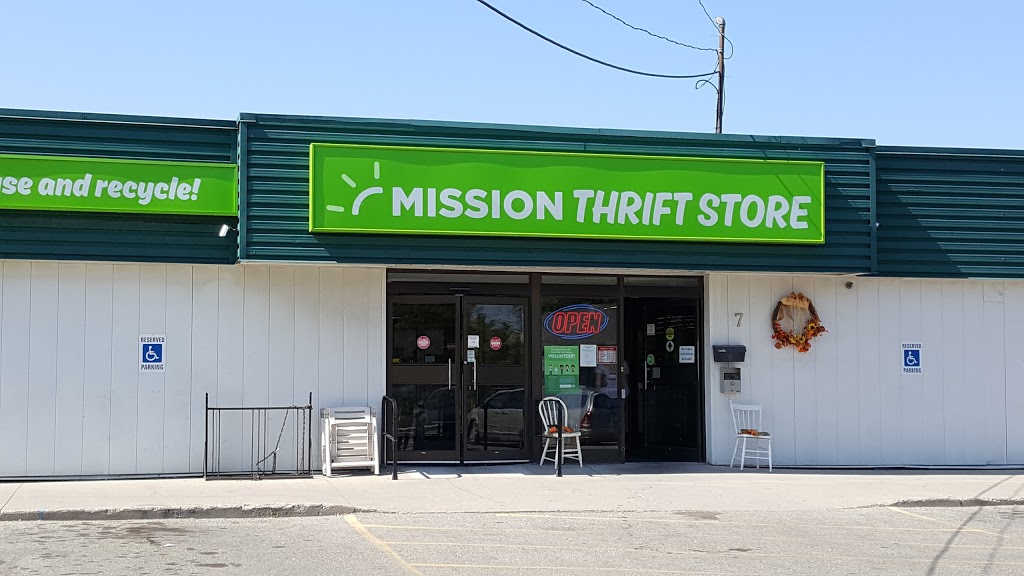 use and recycle!
MISSION THRIFT STORE
OPEN
VOLUNTEER!
7
RESERVED
PARKING
RESERVED
PARKING